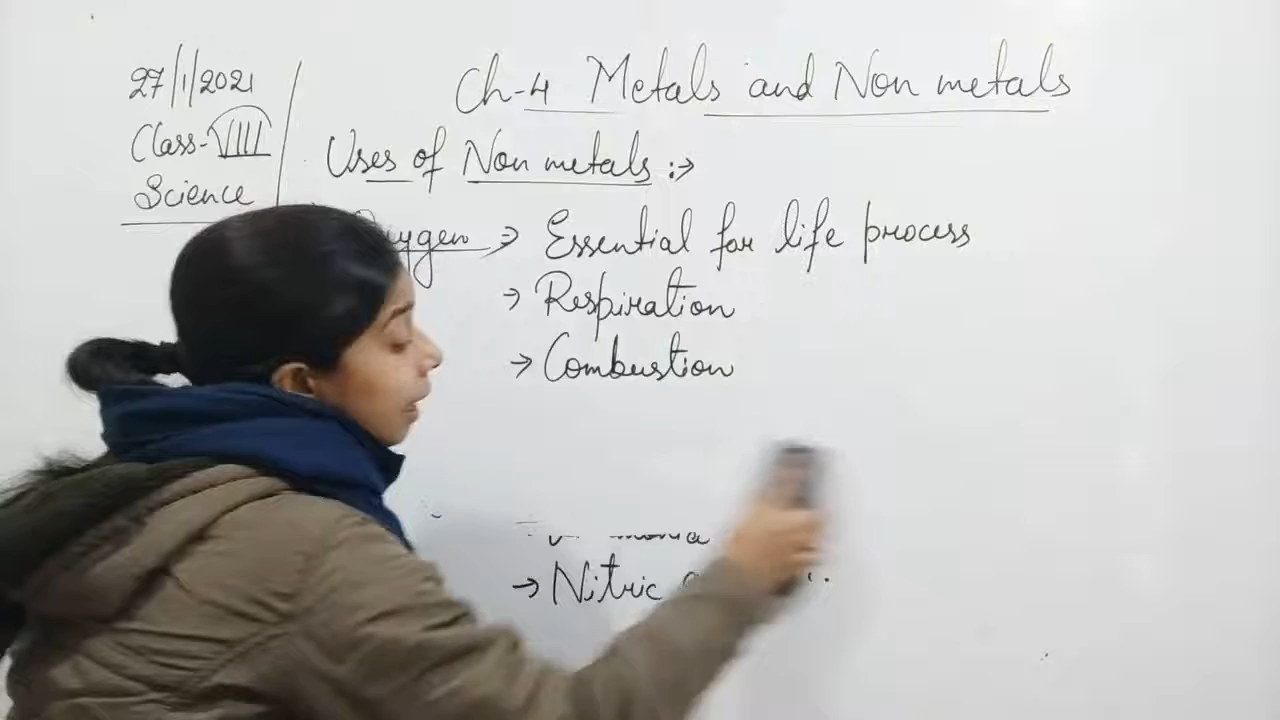 27/1/2021
Class-VIII
Science
Ch-4 Metals and Non metals
Uses of Non metals :→
→ Essential for life process
→ Respiration
→ Combustion
→ Nitric